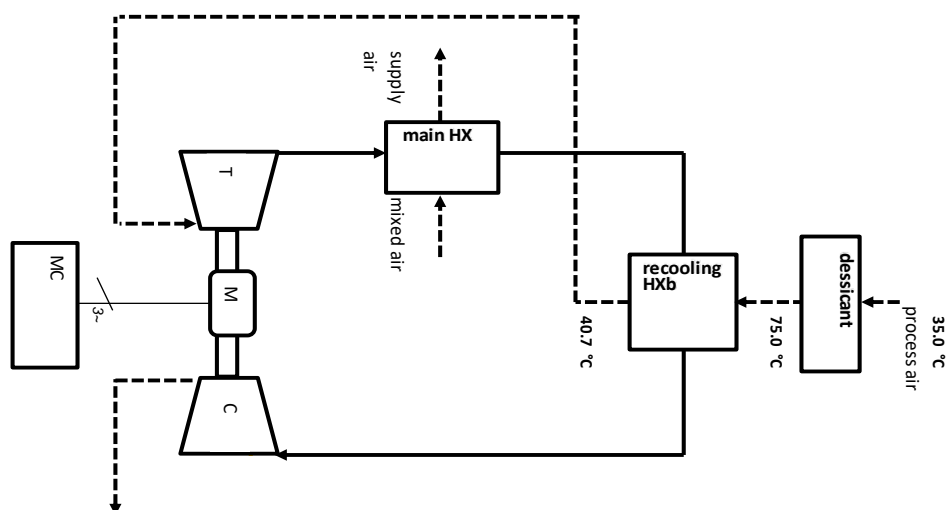 supply
air
main HX
mixed air
T
M
C
MC
3~
recooling
HXb
40.7 °C
75.0 °C
dessicant
process air
35.0 °C